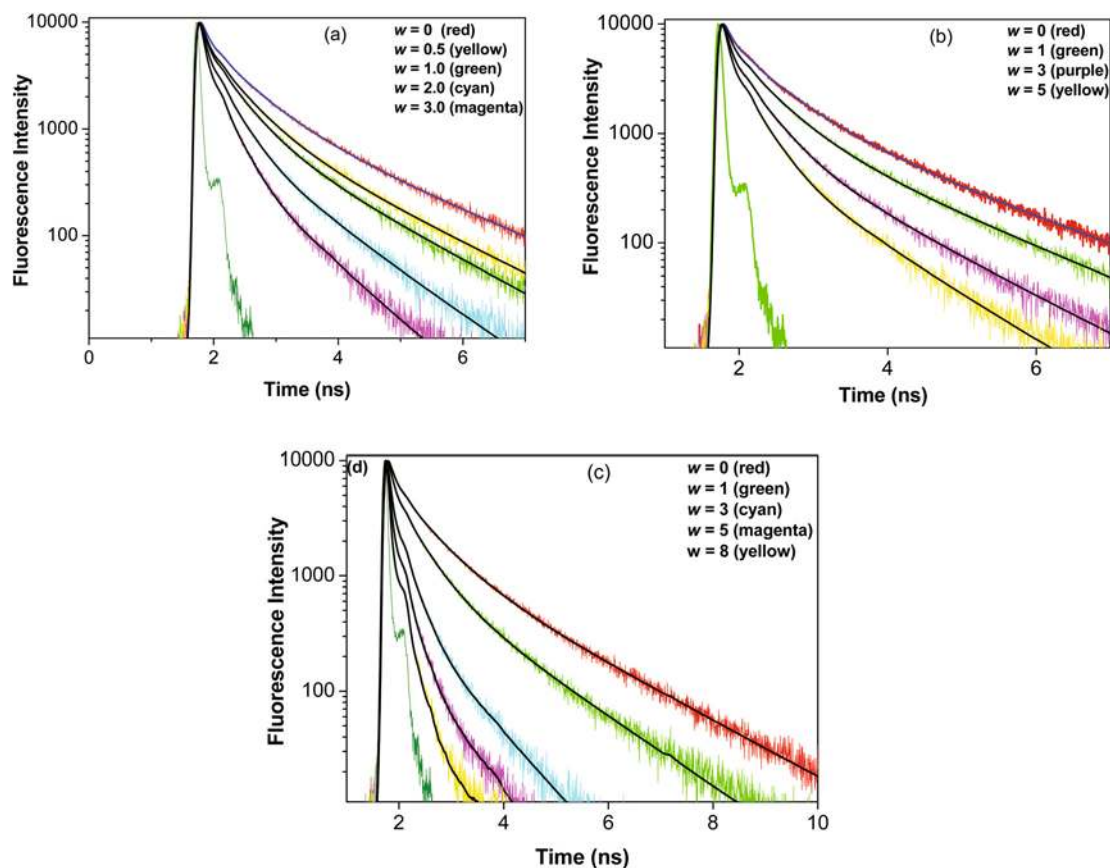 10000
1000
100
Fluorescence Intensity
(a)
w = 0 (red)
w = 0.5 (yellow)
w = 1.0 (green)
w = 2.0 (cyan)
w = 3.0 (magenta)
0 2 4 6
Time (ns)
10000
1000
100
Fluorescence Intensity
(b)
w = 0 (red)
w = 1 (green)
w = 3 (purple)
w = 5 (yellow)
2 4 6
Time (ns)
10000
1000
100
Fluorescence Intensity
(d)
(c)
w = 0 (red)
w = 1 (green)
w = 3 (cyan)
w = 5 (magenta)
w = 8 (yellow)
2 4 6 8 10
Time (ns)